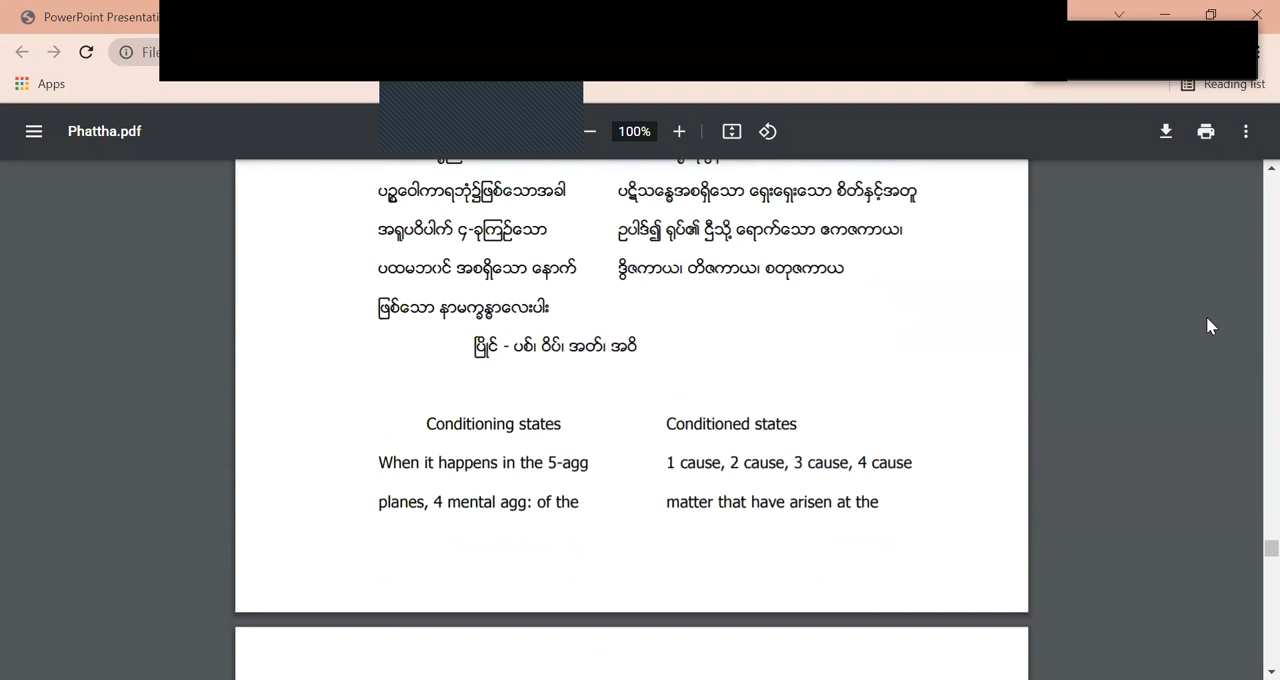 PowerPoint Presentati
File
Apps
Reading list
Phattha.pdf
100%
ပဉ္စဝေါကာရဘုံ၌ဖြစ်သောအခါ ပဋိသန္ဓေအစရှိသော ရှေးရှေးသော စိတ်နှင့်အတူ
အရူပဝိပါက် ၄-ခုကြဉ်သော ဥပါဒ်၍ ရုပ်၏ ဌီသို့ ရောက်သော ဧကဇကာယ၊
ပထမဘဝင် အစရှိသော နောက် ဒွိဇကာယ၊ တိဇကာယ၊ စတုဇကာယ
ဖြစ်သော နာမက္ခန္ဓာလေးပါး
ပြိုင် - ပစ်၊ ဝိပ်၊ အတ်၊ အဝိ
Conditioning states Conditioned states
When it happens in the 5-agg 1 cause, 2 cause, 3 cause, 4 cause
planes, 4 mental agg: of the matter that have arisen at the